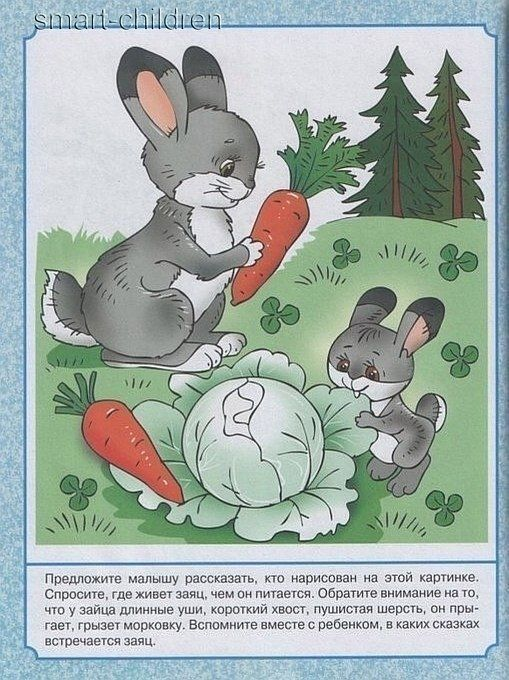 smart-children
Предложите малышу рассказать, кто нарисован на этой картинке.
Спросите, где живет заяц, чем он питается. Обратите внимание на то,
что у зайца длинные уши, короткий хвост, пушистая шерсть, он пры-
гает, грызет морковку. Вспомните вместе с ребенком, в каких сказках
встречается заяц.